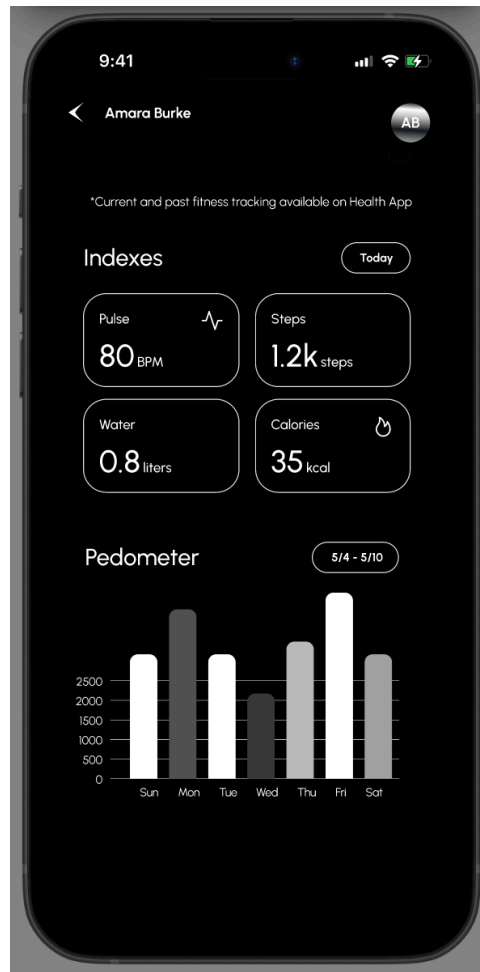 9:41
Amara Burke
AB
*Current and past fitness tracking available on Health App
Indexes
Today
Pulse
80 BPM
Steps
1.2k steps
Water
0.8 liters
Calories
35 kcal
Pedometer
5/4 - 5/10
2500
2000
1500
1000
500
0
Sun Mon Tue Wed Thu Fri Sat